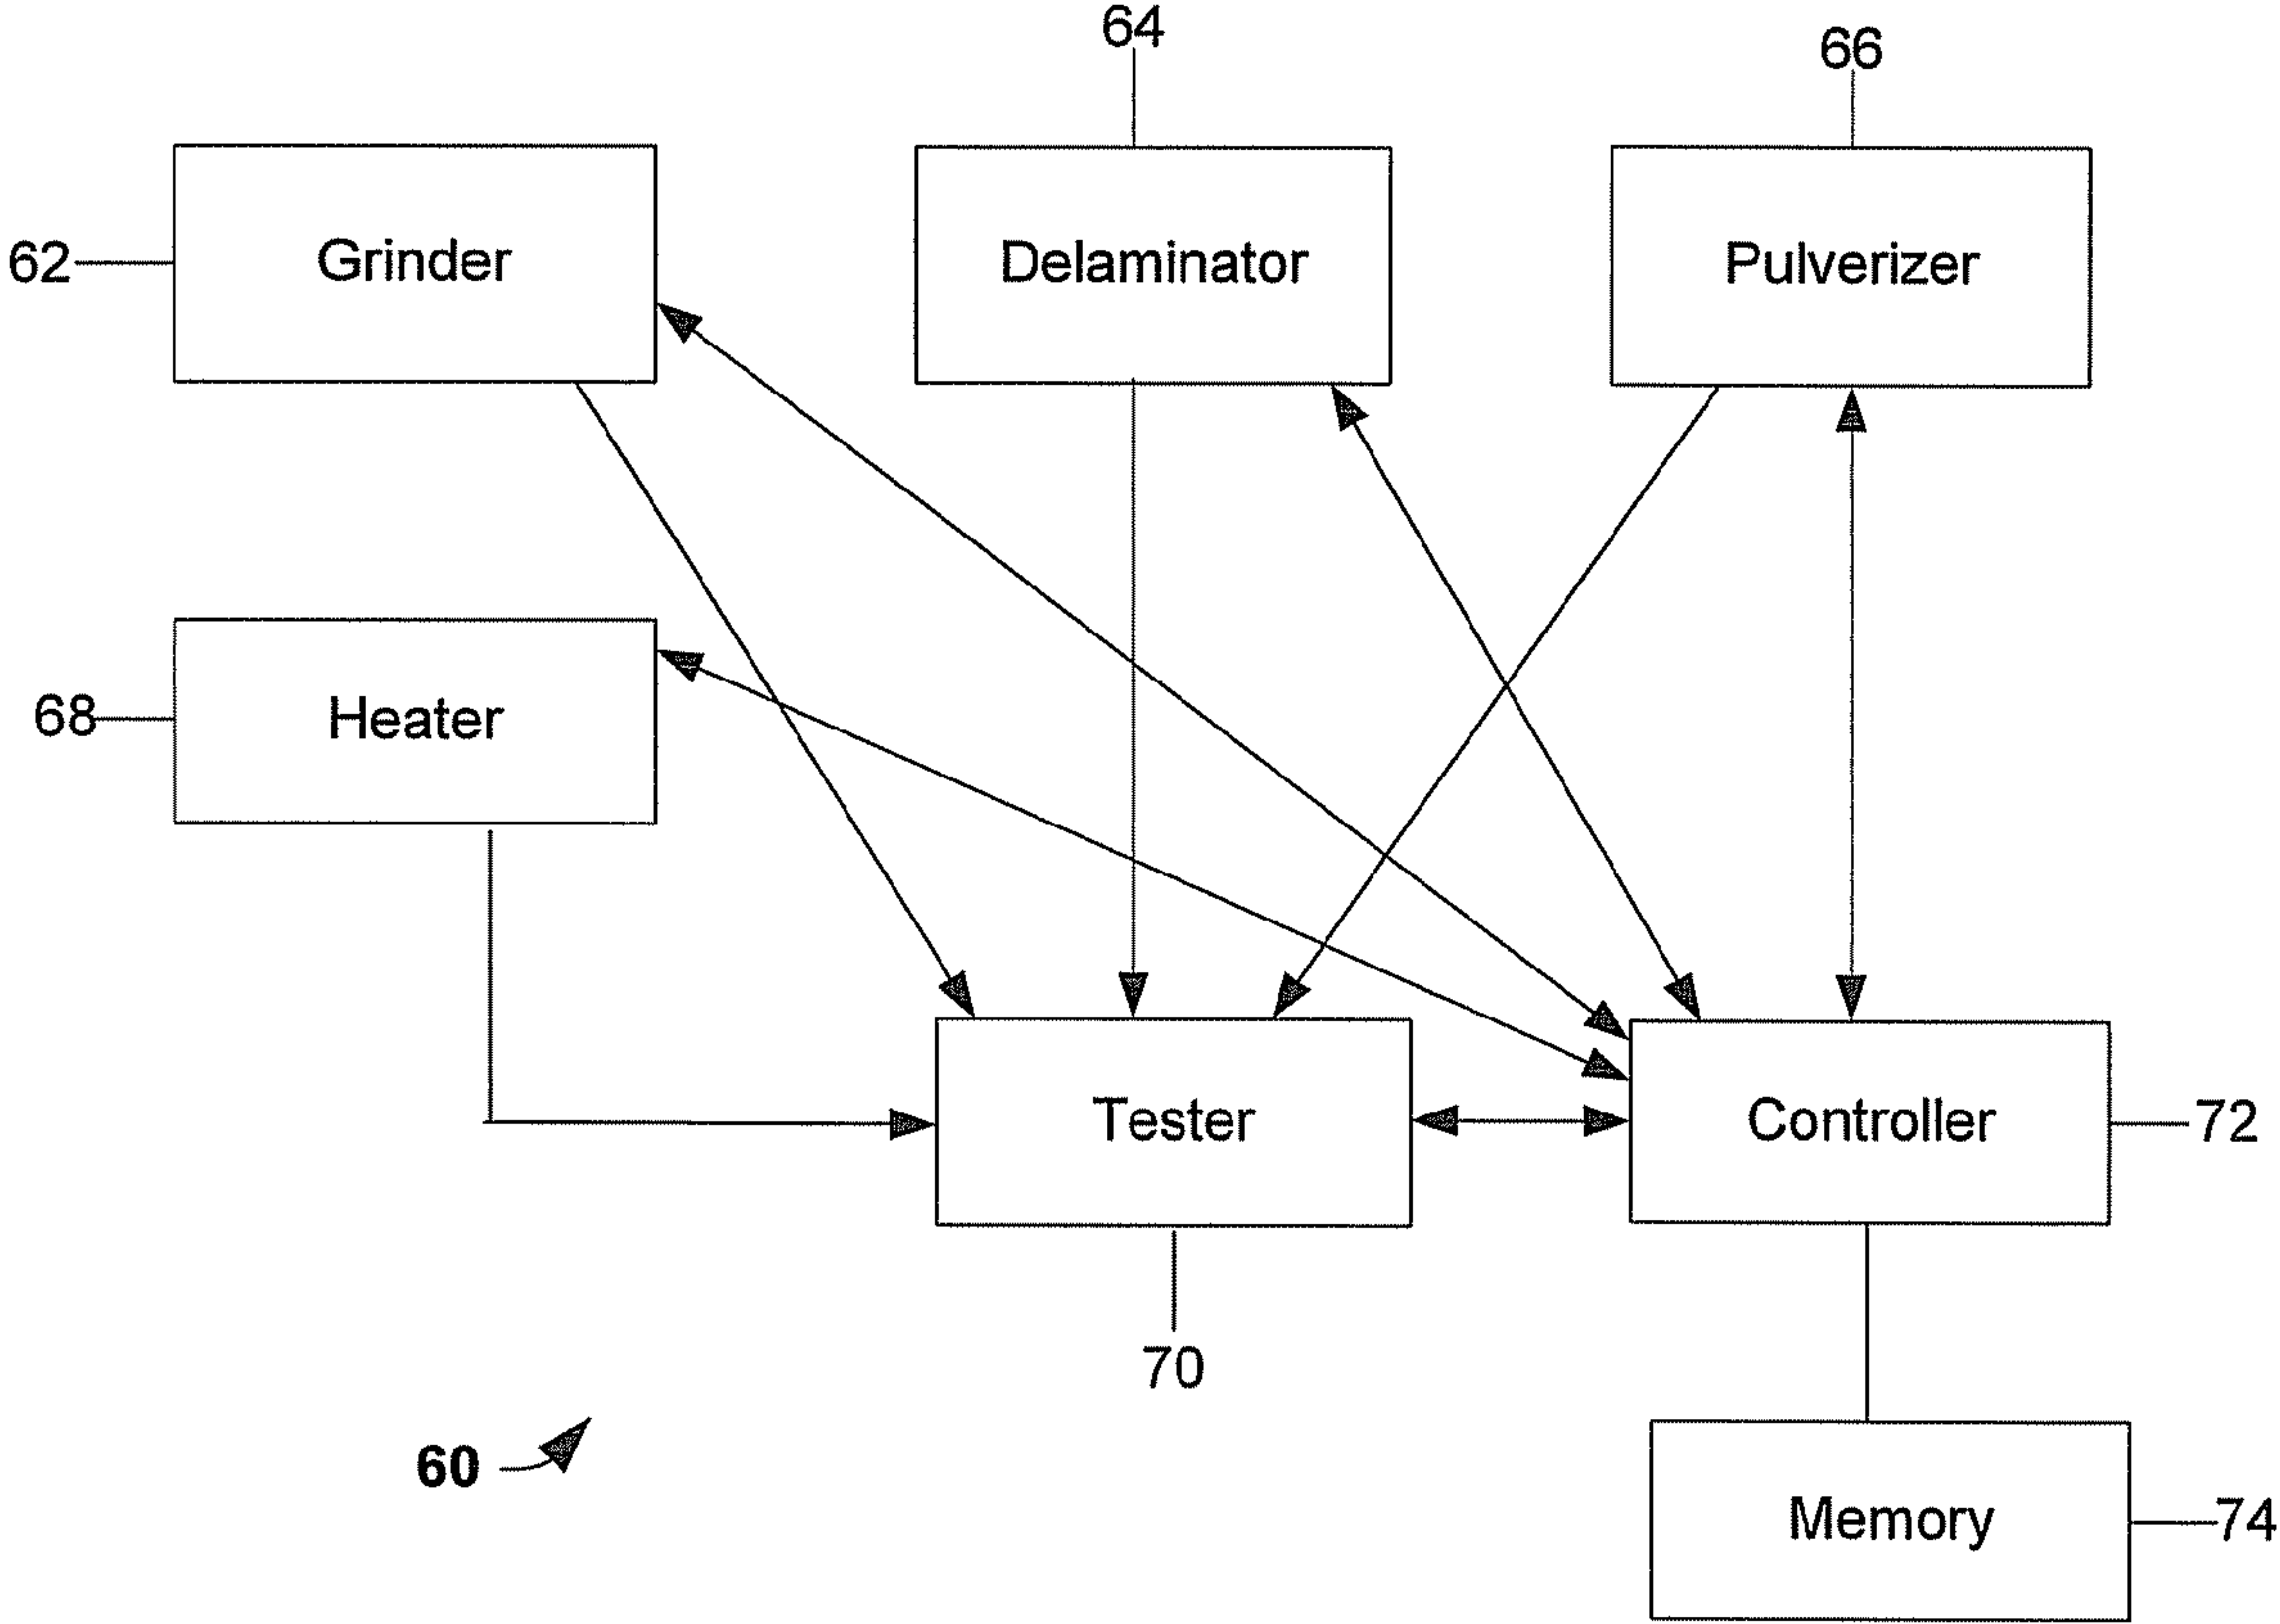 64
66
62
Grinder
Delaminator
Pulverizer
68
Heater
Tester
Controller
72
70
60
Memory
74